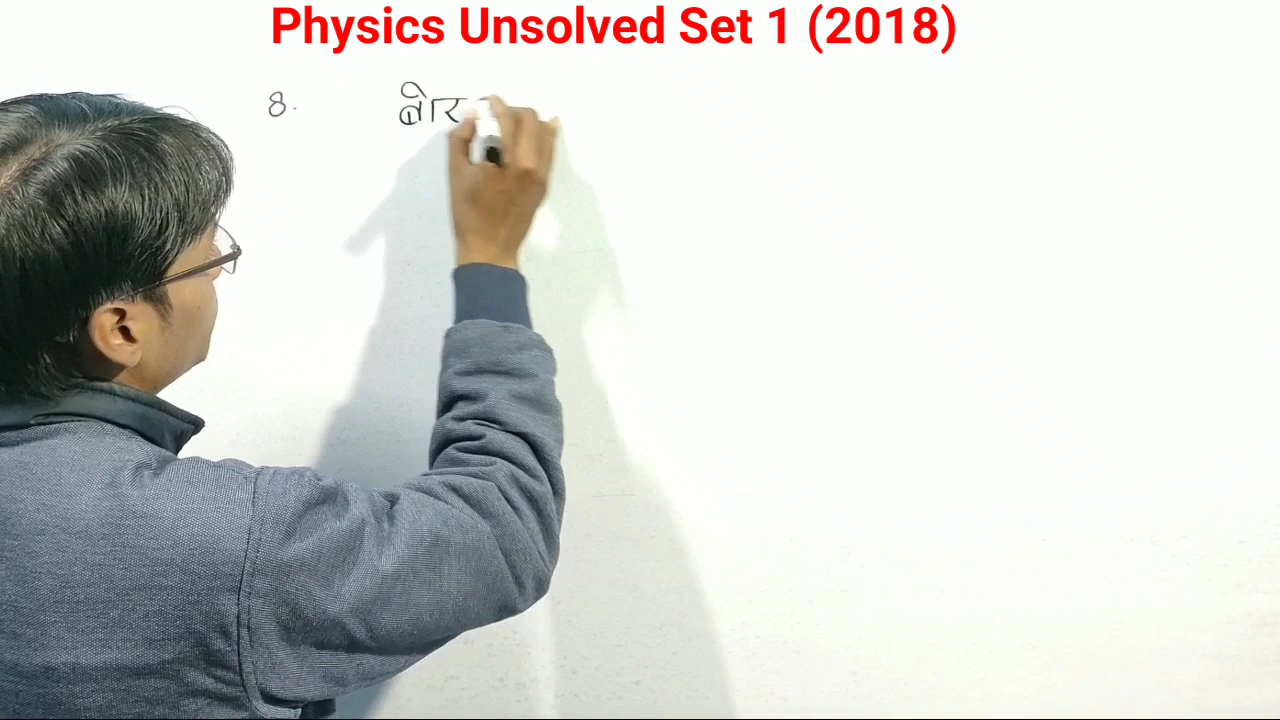 Physics Unsolved Set 1 (2018)
8. बोर